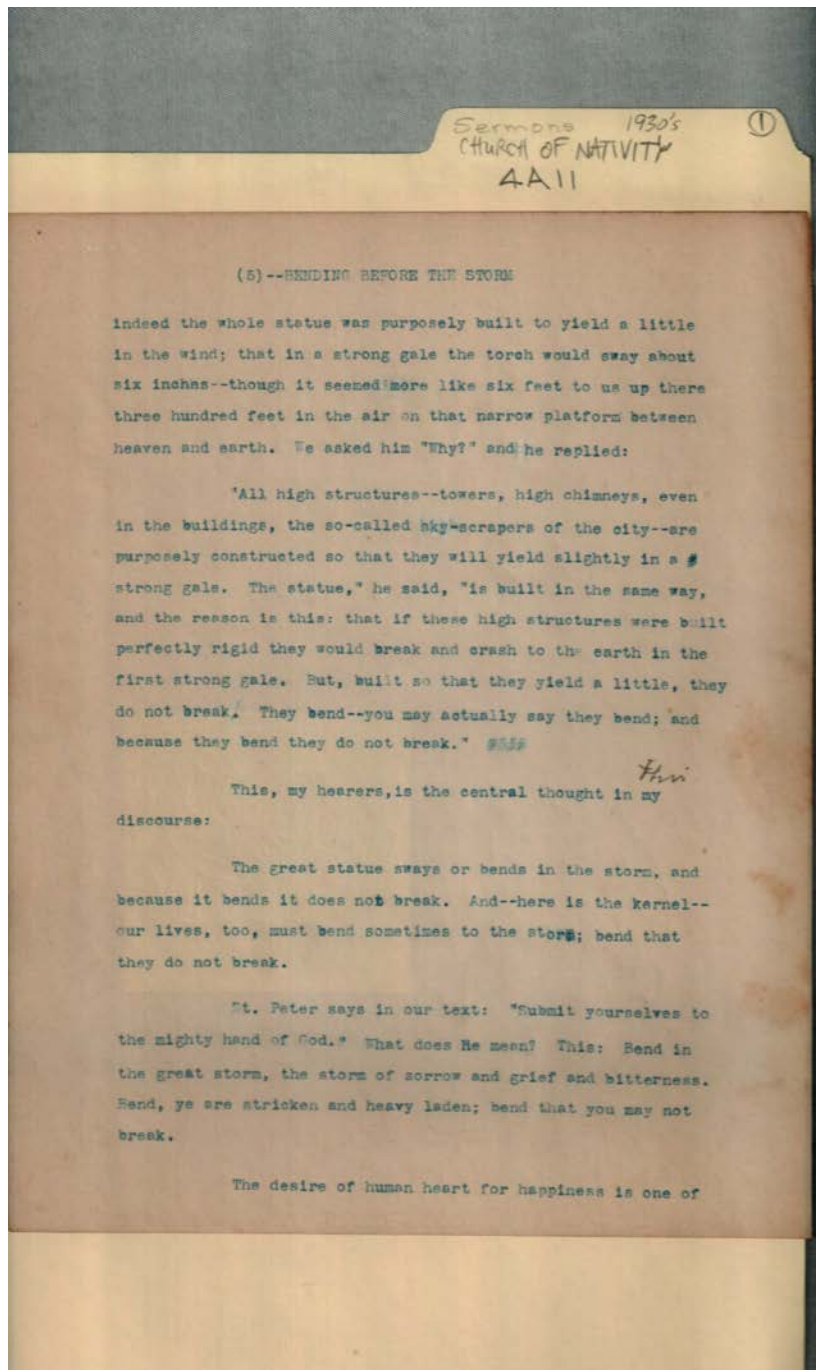 Sermons 1930's ①
CHURCH OF NATIVITY
4A11
(5)--BENDING BEFORE THE STORM
indeed the whole statue was purposely built to yield a little
in the wind; that in a strong gale the torch would sway about
six inches--though it seemed more like six feet to us up there
three hundred feet in the air on that narrow platform between
heaven and earth. We asked him "Why?" and he replied:
"All high structures--towers, high chimneys, even
in the buildings, the so-called sky-scrapers of the city--are
purposely constructed so that they will yield slightly in a
strong gale. The statue," he said, "is built in the same way,
and the reason is this: that if these high structures were built
perfectly rigid they would break and crash to the earth in the
first strong gale. But, built so that they yield a little, they
do not break. They bend--you may actually say they bend; and
because they bend they do not break."
this
This, my hearers,is the central thought in my
discourse:
The great statue sways or bends in the storm, and
because it bends it does not break. And--here is the kernel--
our lives, too, must bend sometimes to the storm; bend that
they do not break.
St. Peter says in our text: "Submit yourselves to
the mighty hand of God." What does He mean? This: Bend in
the great storm, the storm of sorrow and grief and bitterness.
Bend, ye are stricken and heavy laden; bend that you may not
break.
The desire of human heart for happiness is one of